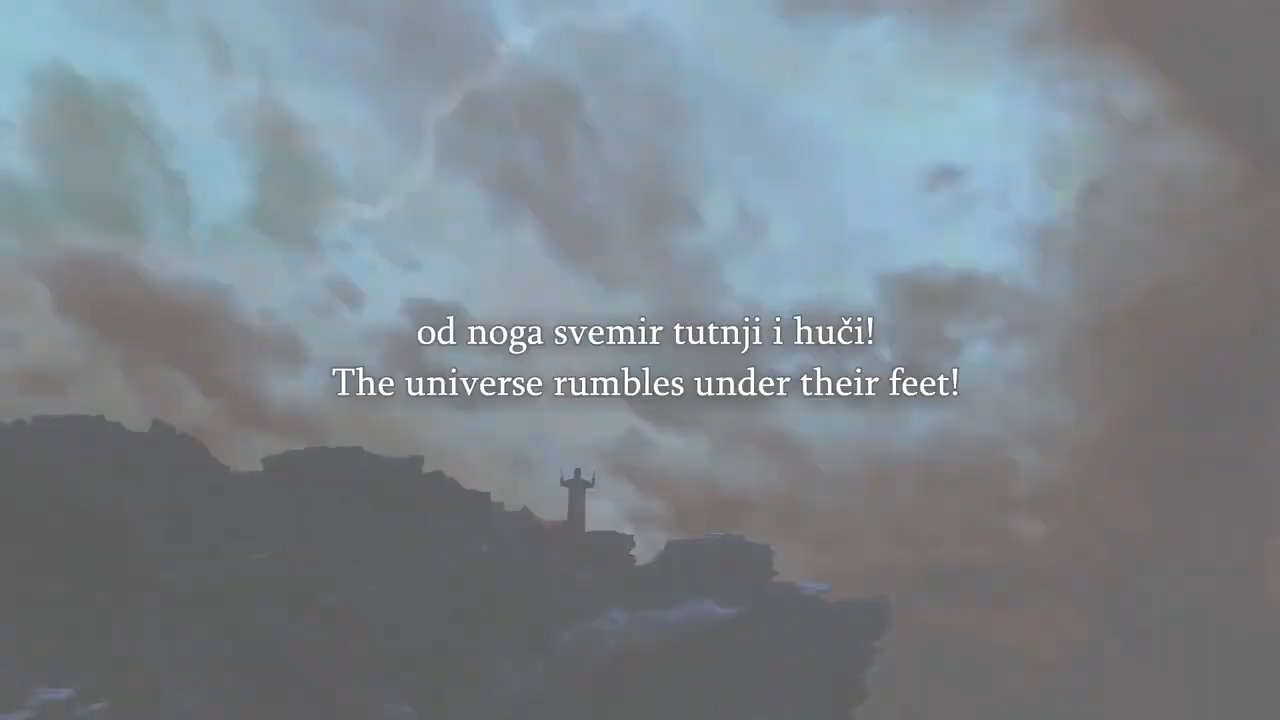 od noga svemir tutnji i huči!
The universe rumbles under their feet!